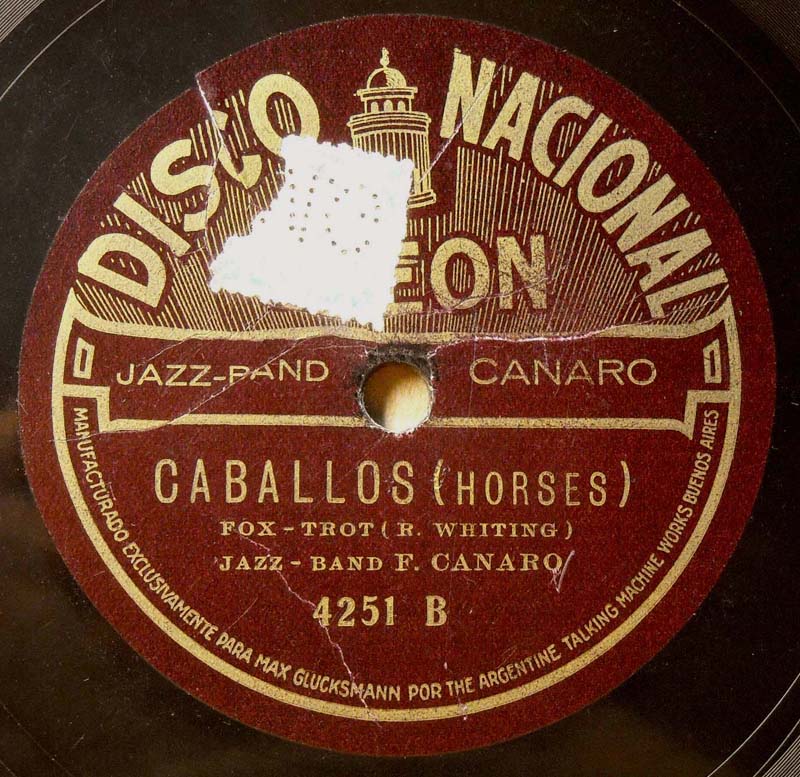 DISCO NACIONAL
EON
JAZZ-BAND CANARO
CABALLOS (HORSES)
FOX-TROT (R. WHITING)
JAZZ-BAND F. CANARO
4251 B
MANUFACTURADO EXCLUSIVAMENTE PARA MAX GLUCKSMANN POR THE ARGENTINE TALKING MACHINE WORKS BUENOS AIRES